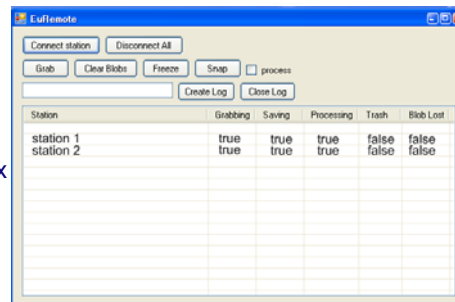 EuRemote
Connect station Disconnect All
Grab Clear Blobs Freeze Snap process
Create Log Close Log
Station Grabbing Saving Processing Trash Blob Lost
station 1 true true true false false
station 2 true true true false false
x